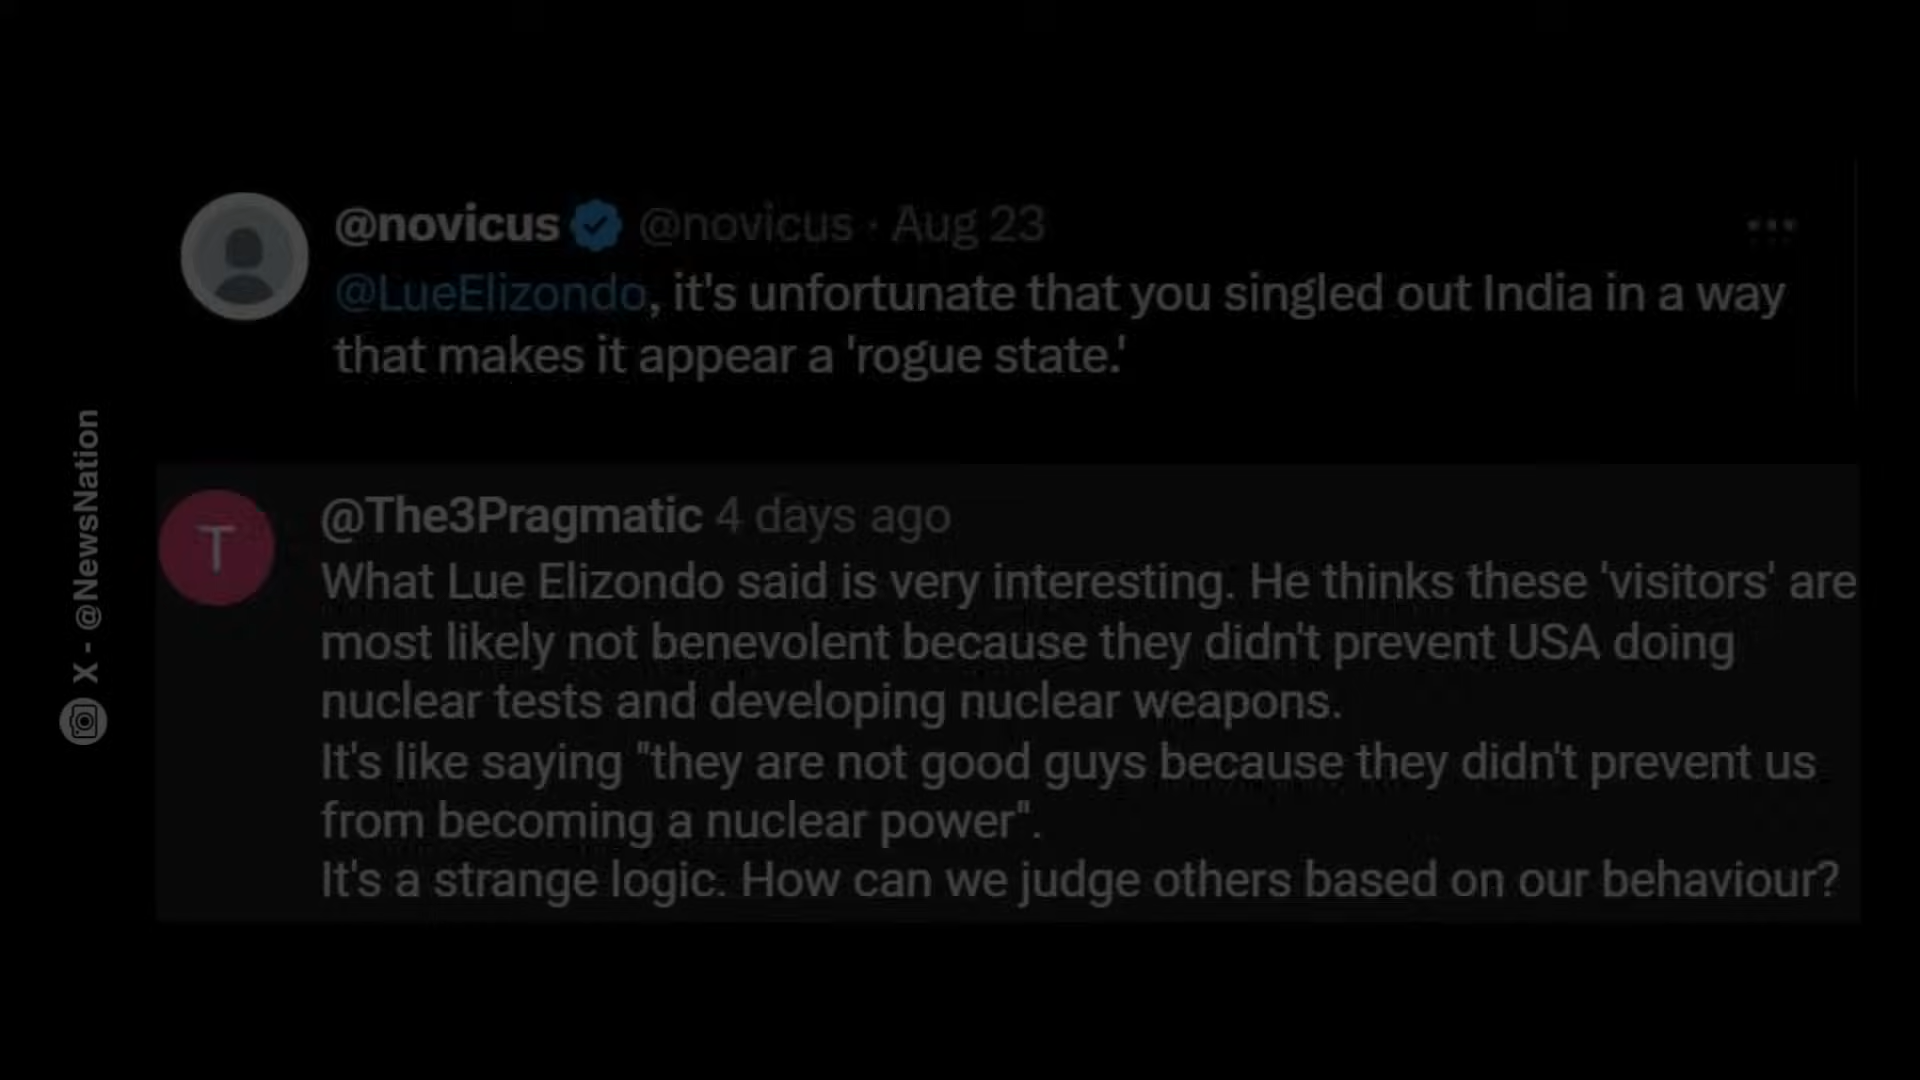 @novicus @novicus · Aug 23
@LueElizondo, it's unfortunate that you singled out India in a way
that makes it appear a 'rogue state.'
X - @NewsNation
T
@The3Pragmatic 4 days ago
What Lue Elizondo said is very interesting. He thinks these 'visitors' are
most likely not benevolent because they didn't prevent USA doing
nuclear tests and developing nuclear weapons.
It's like saying "they are not good guys because they didn't prevent us
from becoming a nuclear power".
It's a strange logic. How can we judge others based on our behaviour?